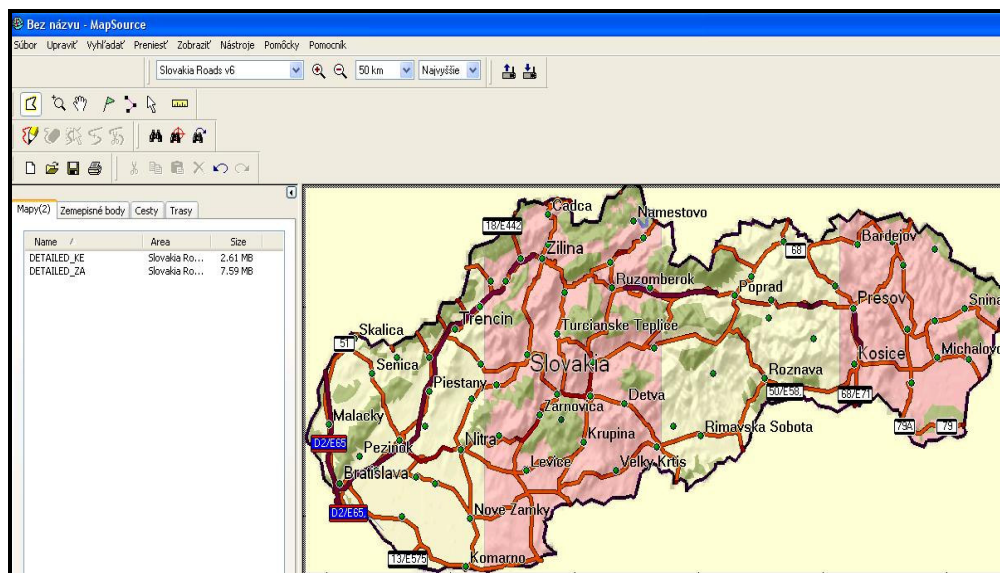 Bez názvu - MapSource
Súbor Upraviť Vyhľadať Preniesť Zobraziť Nástroje Pomôcky Pomocník
Slovakia Roads v6 50 km Najvyššie
Mapy(2) Zemepisné body Cesty Trasy
Name / Area Size
DETAILED_KE Slovakia Ro... 2.61 MB
DETAILED_ZA Slovakia Ro... 7.59 MB
Cadca
Namestovo
18/E442
Bardejov
68
Zilina
Ruzomberok
Poprad
Presov
Snina
Trencin
Turcianske Teplice
Skalica
51
Kosice
Michalovo
Senica
Slovakia
Roznava
Piestany
50/E58,
68/E71
Zarnovica
Detva
Malacky
79A
79
Krupina
Rimavska Sobota
D2/E65
Pezinok
Nitra
Levice
Velky Krtis
Bratislava
D2/E65,
Nove Zamky
13/E575
Komarno